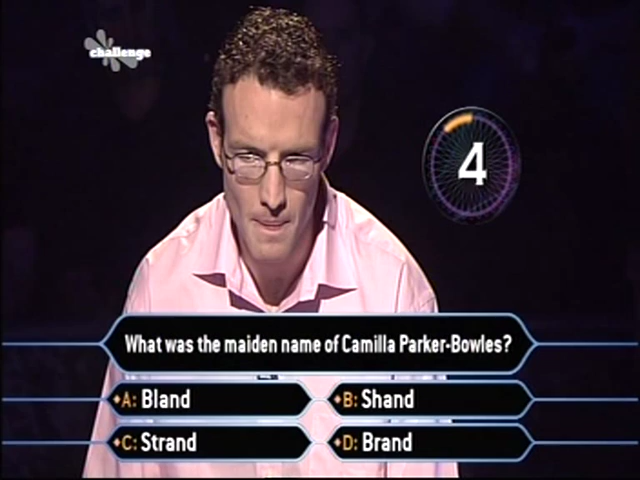 challenge
4
What was the maiden name of Camilla Parker-Bowles?
A: Bland
B: Shand
C: Strand
D: Brand